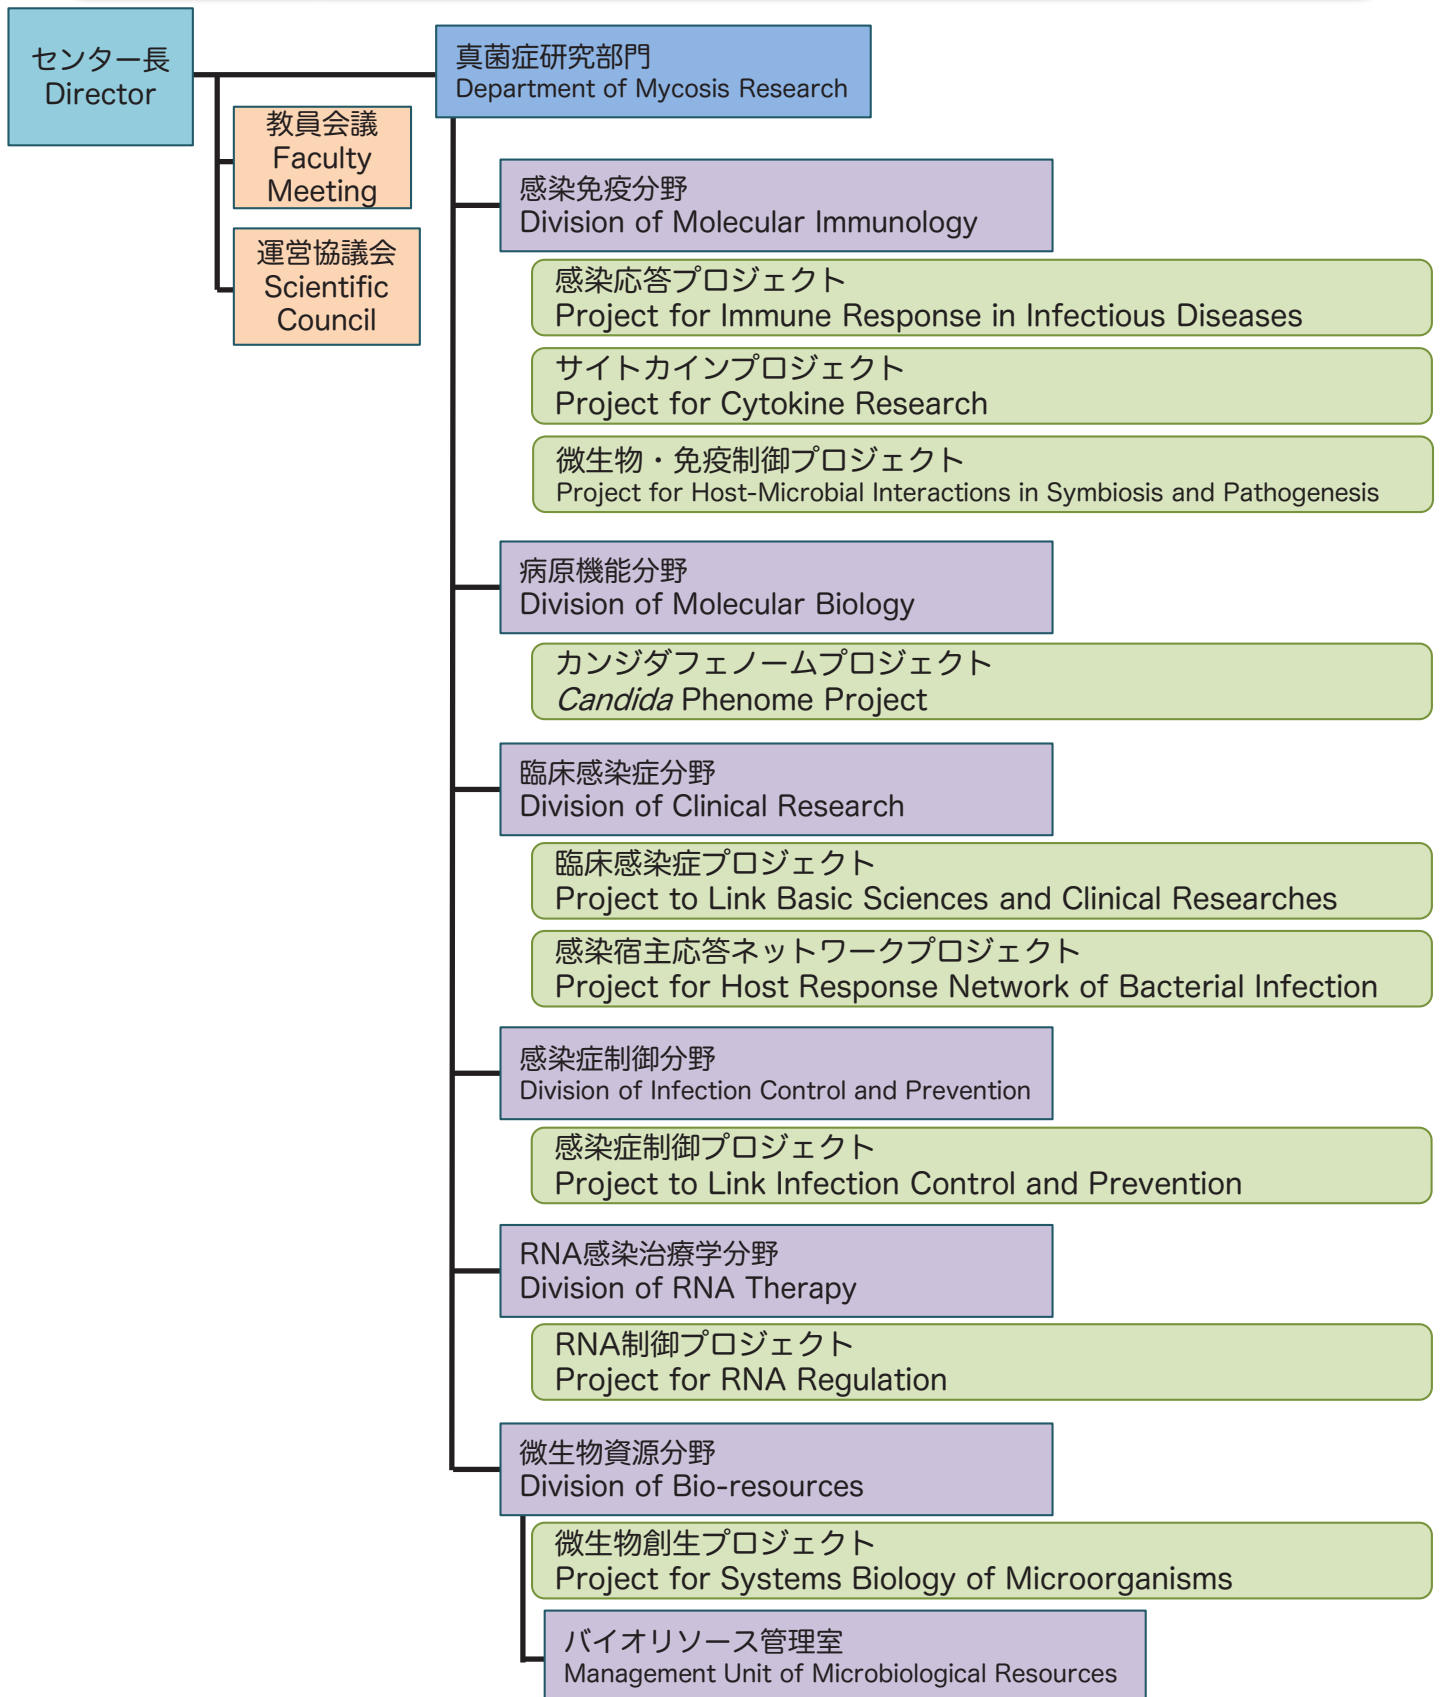 センター長
Director
真菌症研究部門
Department of Mycosis Research
教員会議
Faculty
Meeting
運営協議会
Scientific
Council
感染免疫分野
Division of Molecular Immunology
感染応答プロジェクト
Project for Immune Response in Infectious Diseases
サイトカインプロジェクト
Project for Cytokine Research
微生物・免疫制御プロジェクト
Project for Host-Microbial Interactions in Symbiosis and Pathogenesis
病原機能分野
Division of Molecular Biology
カンジダフェノームプロジェクト
Candida Phenome Project
臨床感染症分野
Division of Clinical Research
臨床感染症プロジェクト
Project to Link Basic Sciences and Clinical Researches
感染宿主応答ネットワークプロジェクト
Project for Host Response Network of Bacterial Infection
感染症制御分野
Division of Infection Control and Prevention
感染症制御プロジェクト
Project to Link Infection Control and Prevention
RNA感染治療学分野
Division of RNA Therapy
RNA制御プロジェクト
Project for RNA Regulation
微生物資源分野
Division of Bio-resources
微生物創生プロジェクト
Project for Systems Biology of Microorganisms
バイオリソース管理室
Management Unit of Microbiological Resources